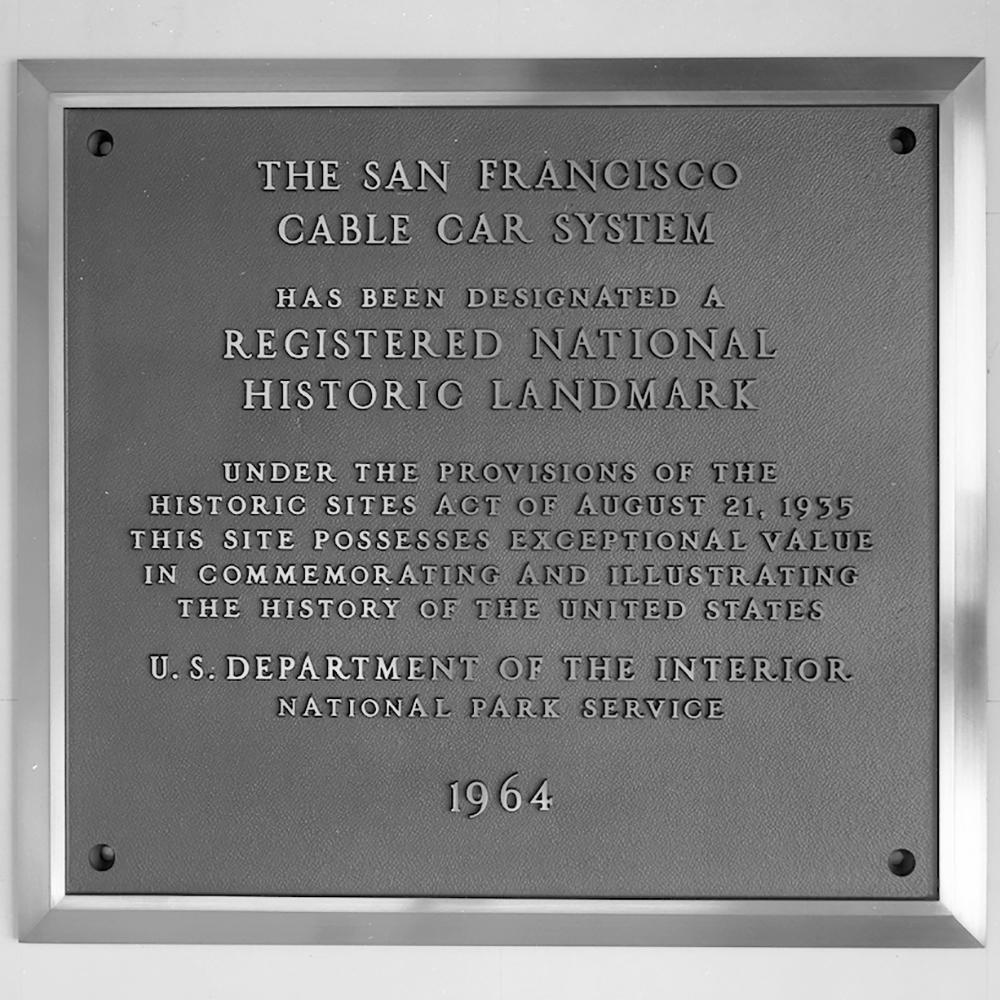 THE SAN FRANCISCO
CABLE CAR SYSTEM
HAS BEEN DESIGNATED A
REGISTERED NATIONAL
HISTORIC LANDMARK
UNDER THE PROVISIONS OF THE
HISTORIC SITES ACT OF AUGUST 21, 1935
THIS SITE POSSESSES EXCEPTIONAL VALUE
IN COMMEMORATING AND ILLUSTRATING
THE HISTORY OF THE UNITED STATES
U.S. DEPARTMENT OF THE INTERIOR
NATIONAL PARK SERVICE
1964